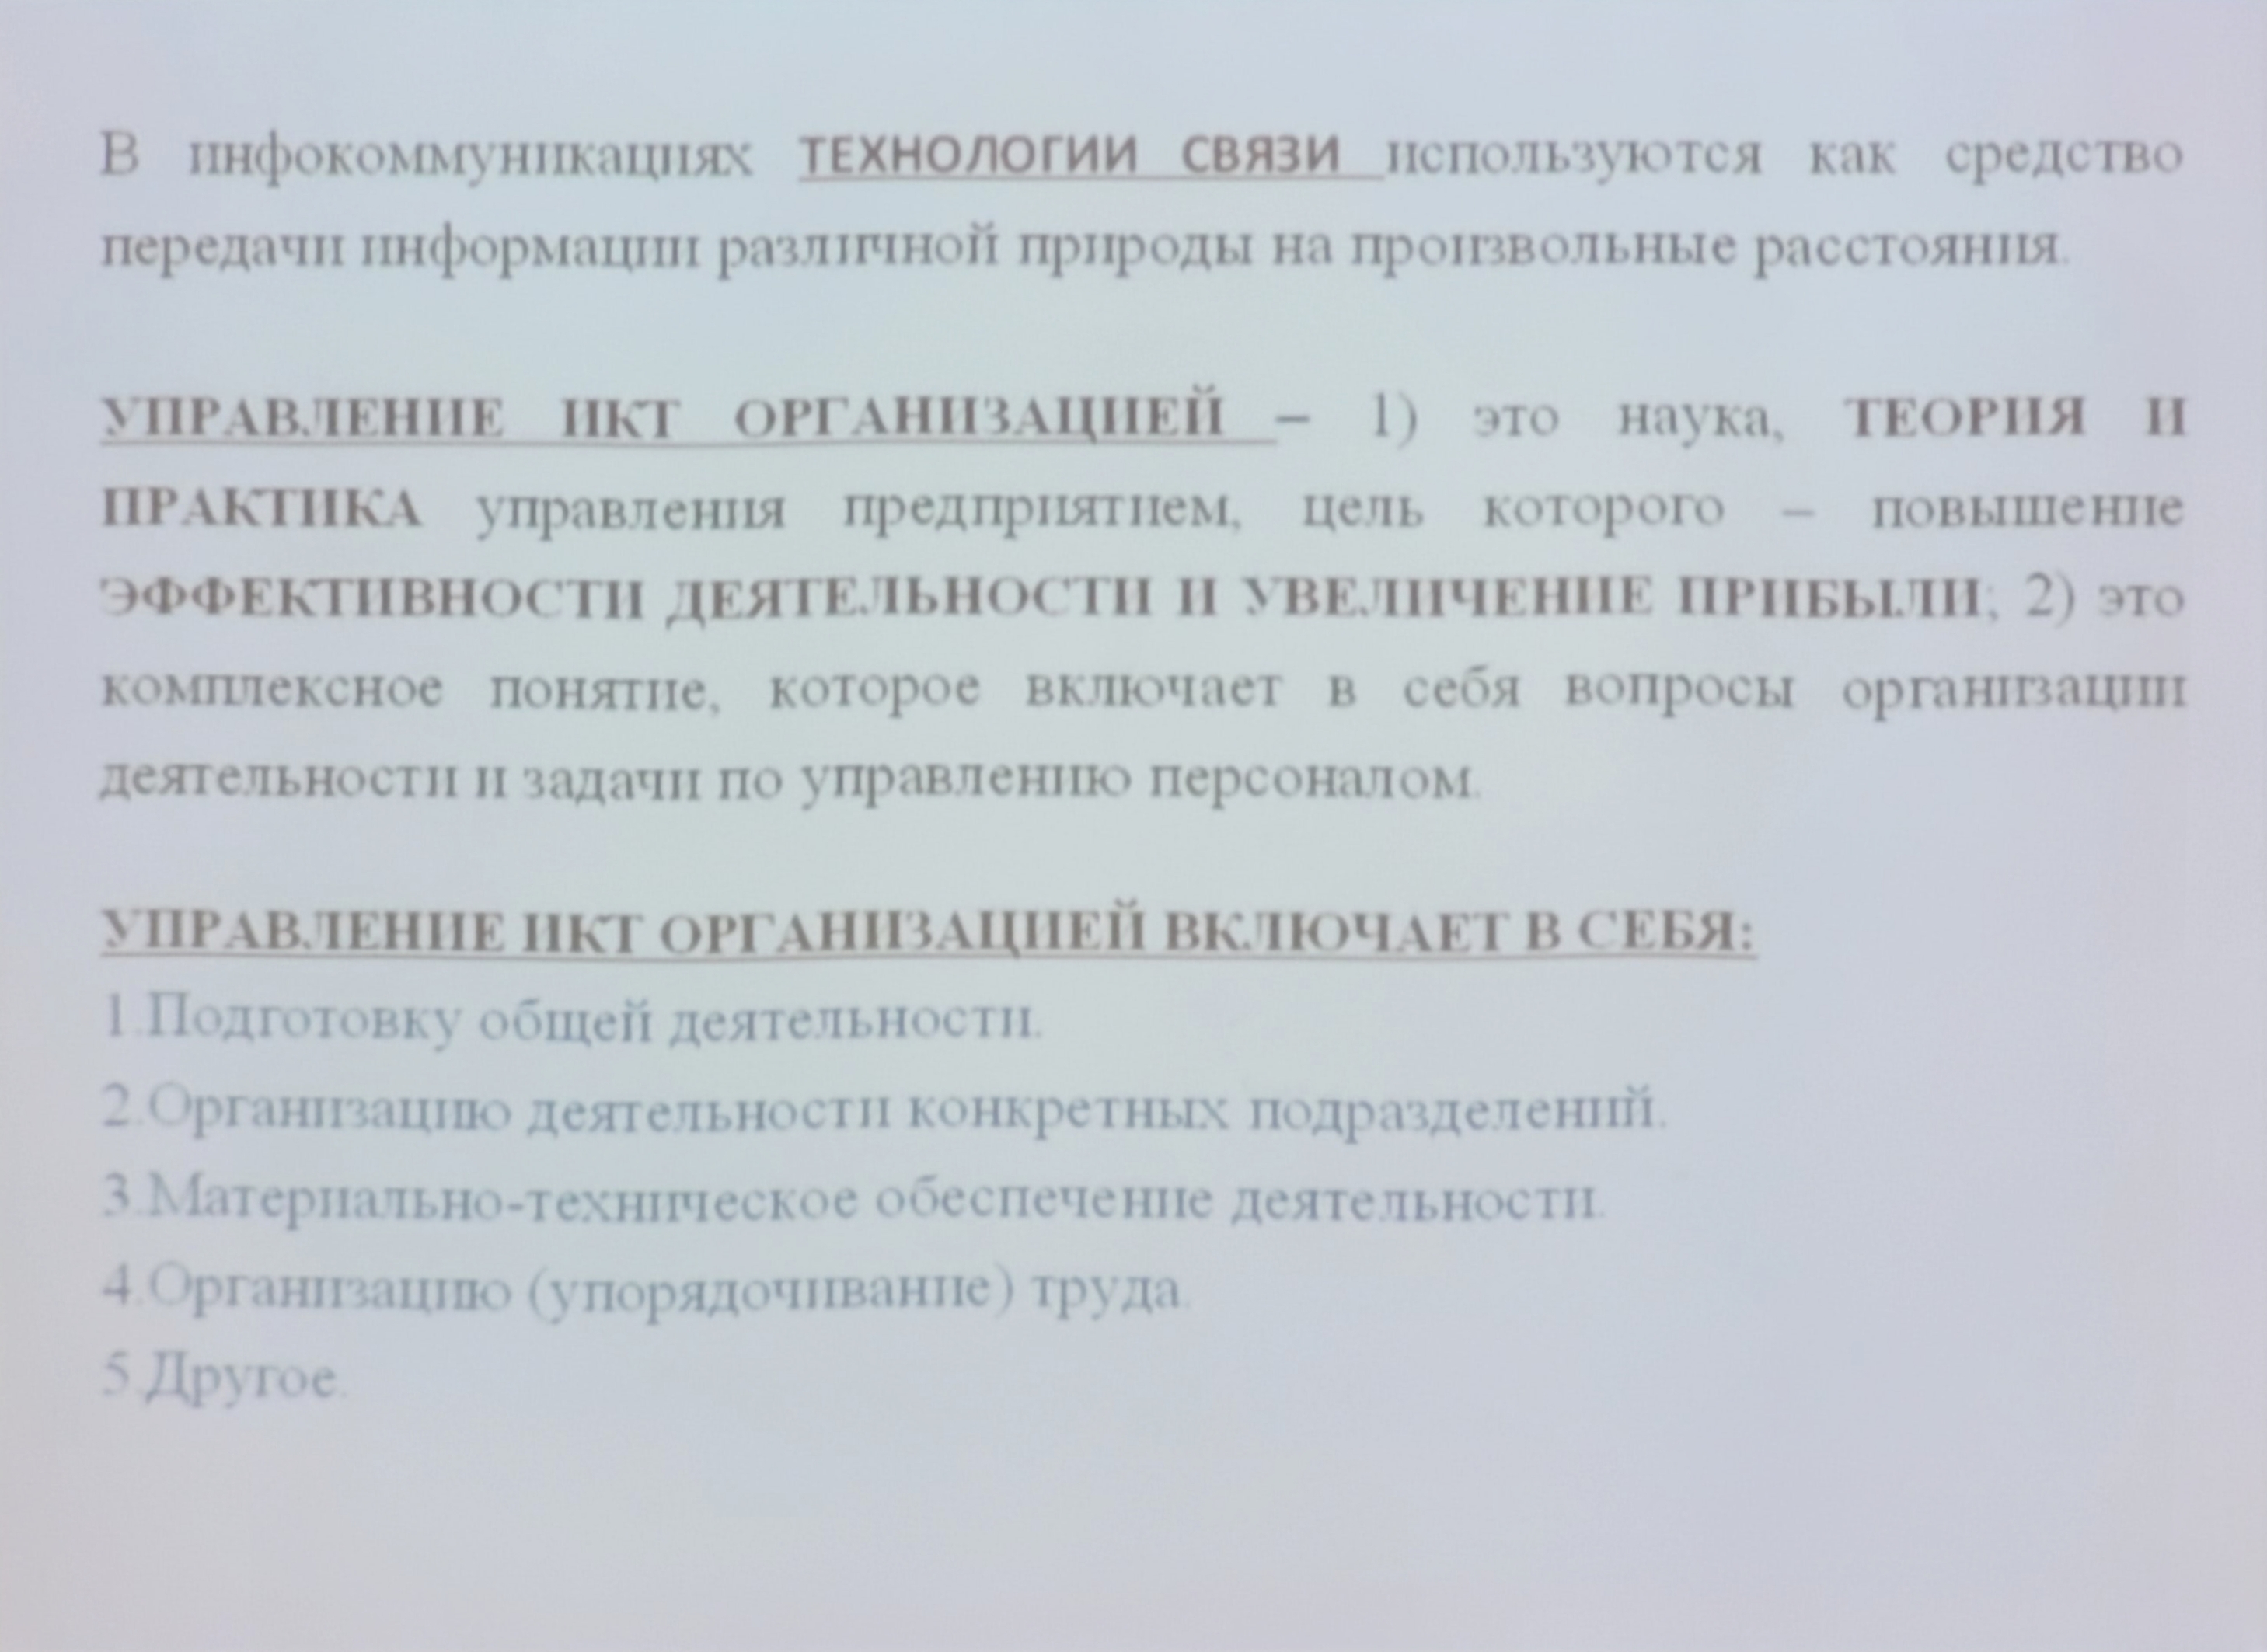 В инфокоммуникациях ТЕХНОЛОГИИ СВЯЗИ используются как средство
передачи информации различной природы на произвольные расстояния.
УПРАВЛЕНИЕ ИКТ ОРГАНИЗАЦИЕЙ – 1) это наука, ТЕОРИЯ И
ПРАКТИКА управления предприятием, цель которого – повышение
ЭФФЕКТИВНОСТИ ДЕЯТЕЛЬНОСТИ И УВЕЛИЧЕНИЕ ПРИБЫЛИ; 2) это
комплексное понятие, которое включает в себя вопросы организации
деятельности и задачи по управлению персоналом.
УПРАВЛЕНИЕ ИКТ ОРГАНИЗАЦИЕЙ ВКЛЮЧАЕТ В СЕБЯ:
1.Подготовку общей деятельности.
2.Организацию деятельности конкретных подразделений.
3.Материально-техническое обеспечение деятельности.
4.Организацию (упорядочивание) труда.
5.Другое.